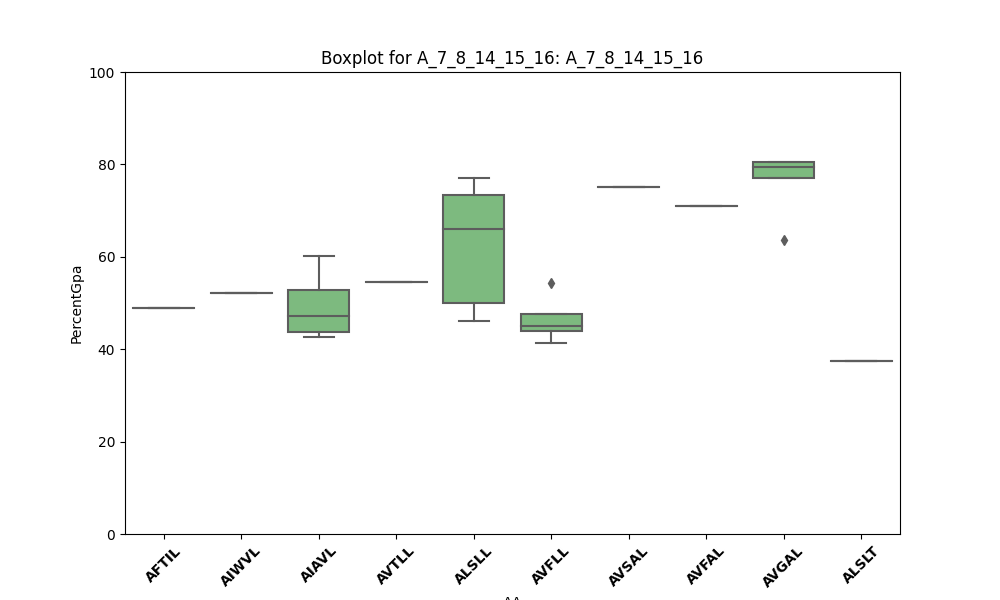 Boxplot for A_7_8_14_15_16: A_7_8_14_15_16
PercentGpa
100
80
60
40
20
0
AFTIL
AIWVL
AIAVL
AVTLL
ALSLL
AVFLL
AVSAL
AVFAL
AVGAL
ALSLT